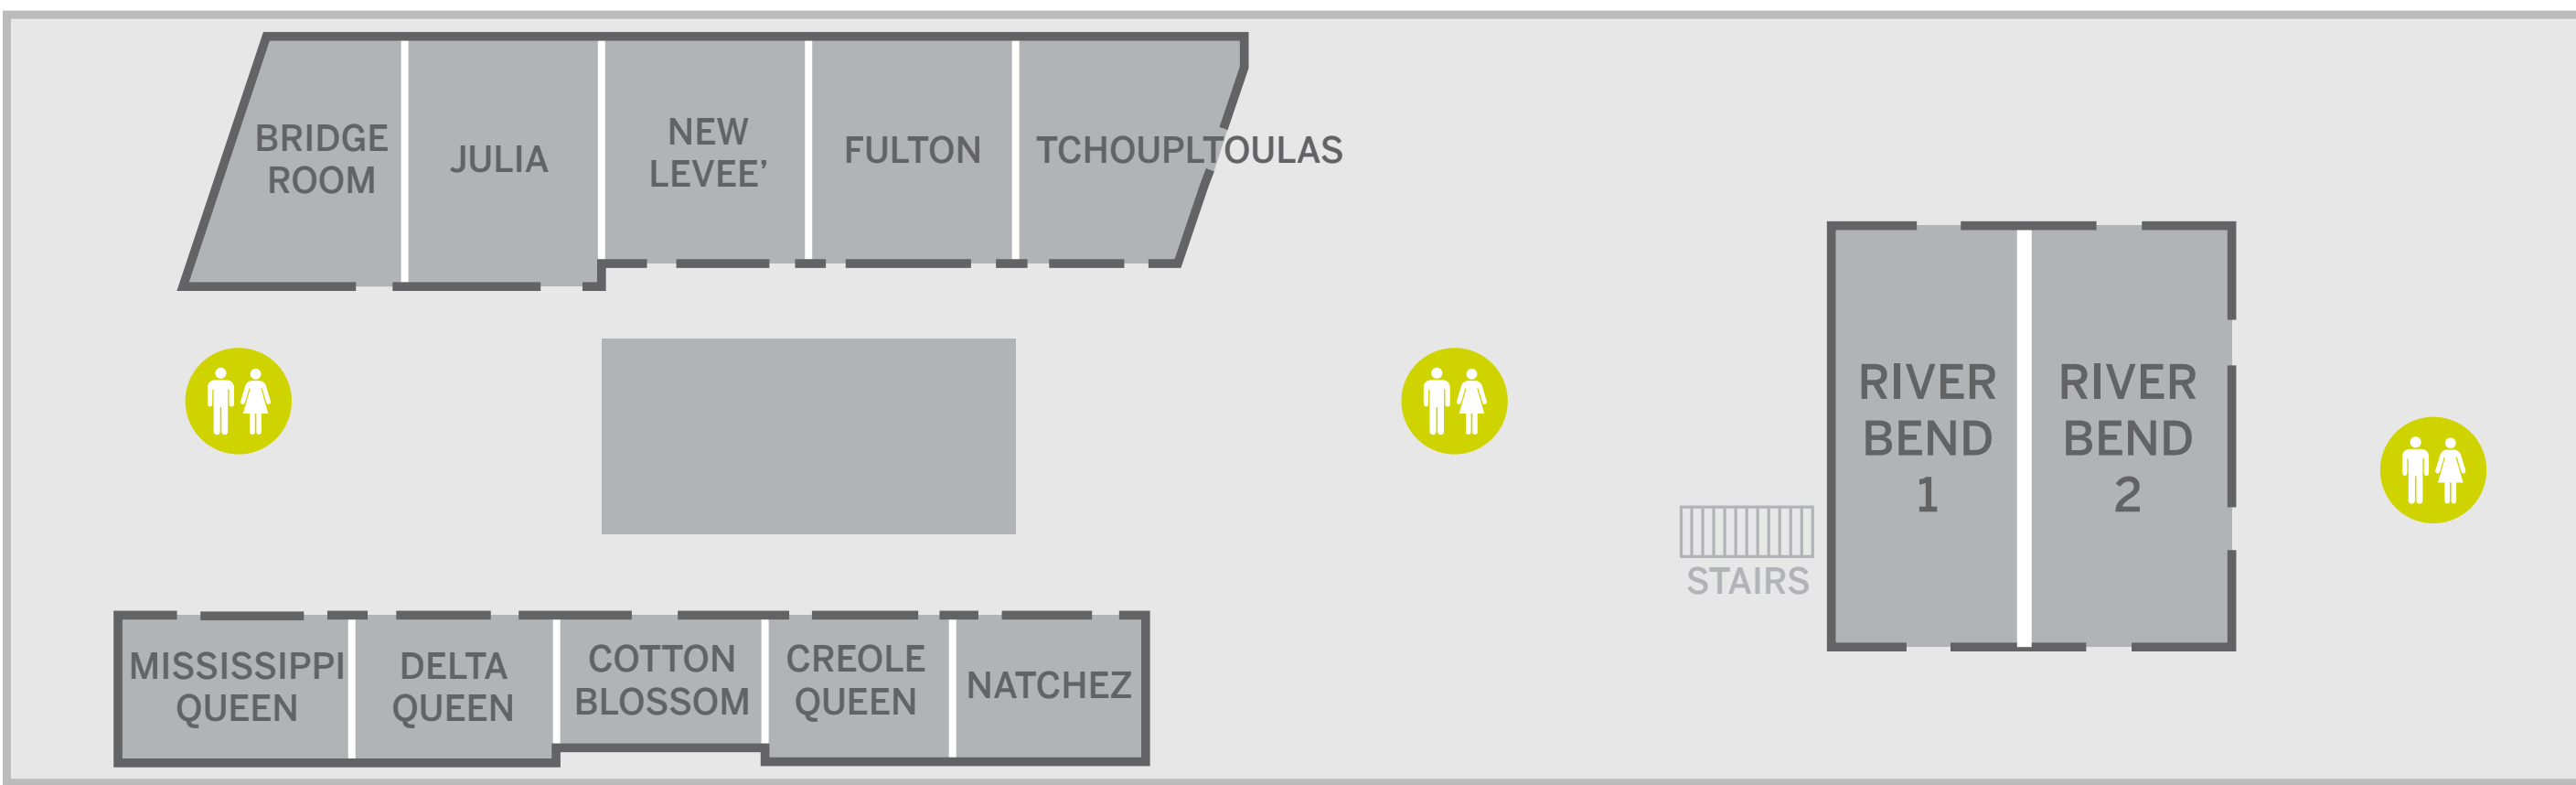 BRIDGE
ROOM
JULIA
NEW
LEVEE’
FULTON
TCHOUPLTOULAS
RIVER
BEND
1
RIVER
BEND
2
STAIRS
MISSISSIPPI
QUEEN
DELTA
QUEEN
COTTON
BLOSSOM
CREOLE
QUEEN
NATCHEZ